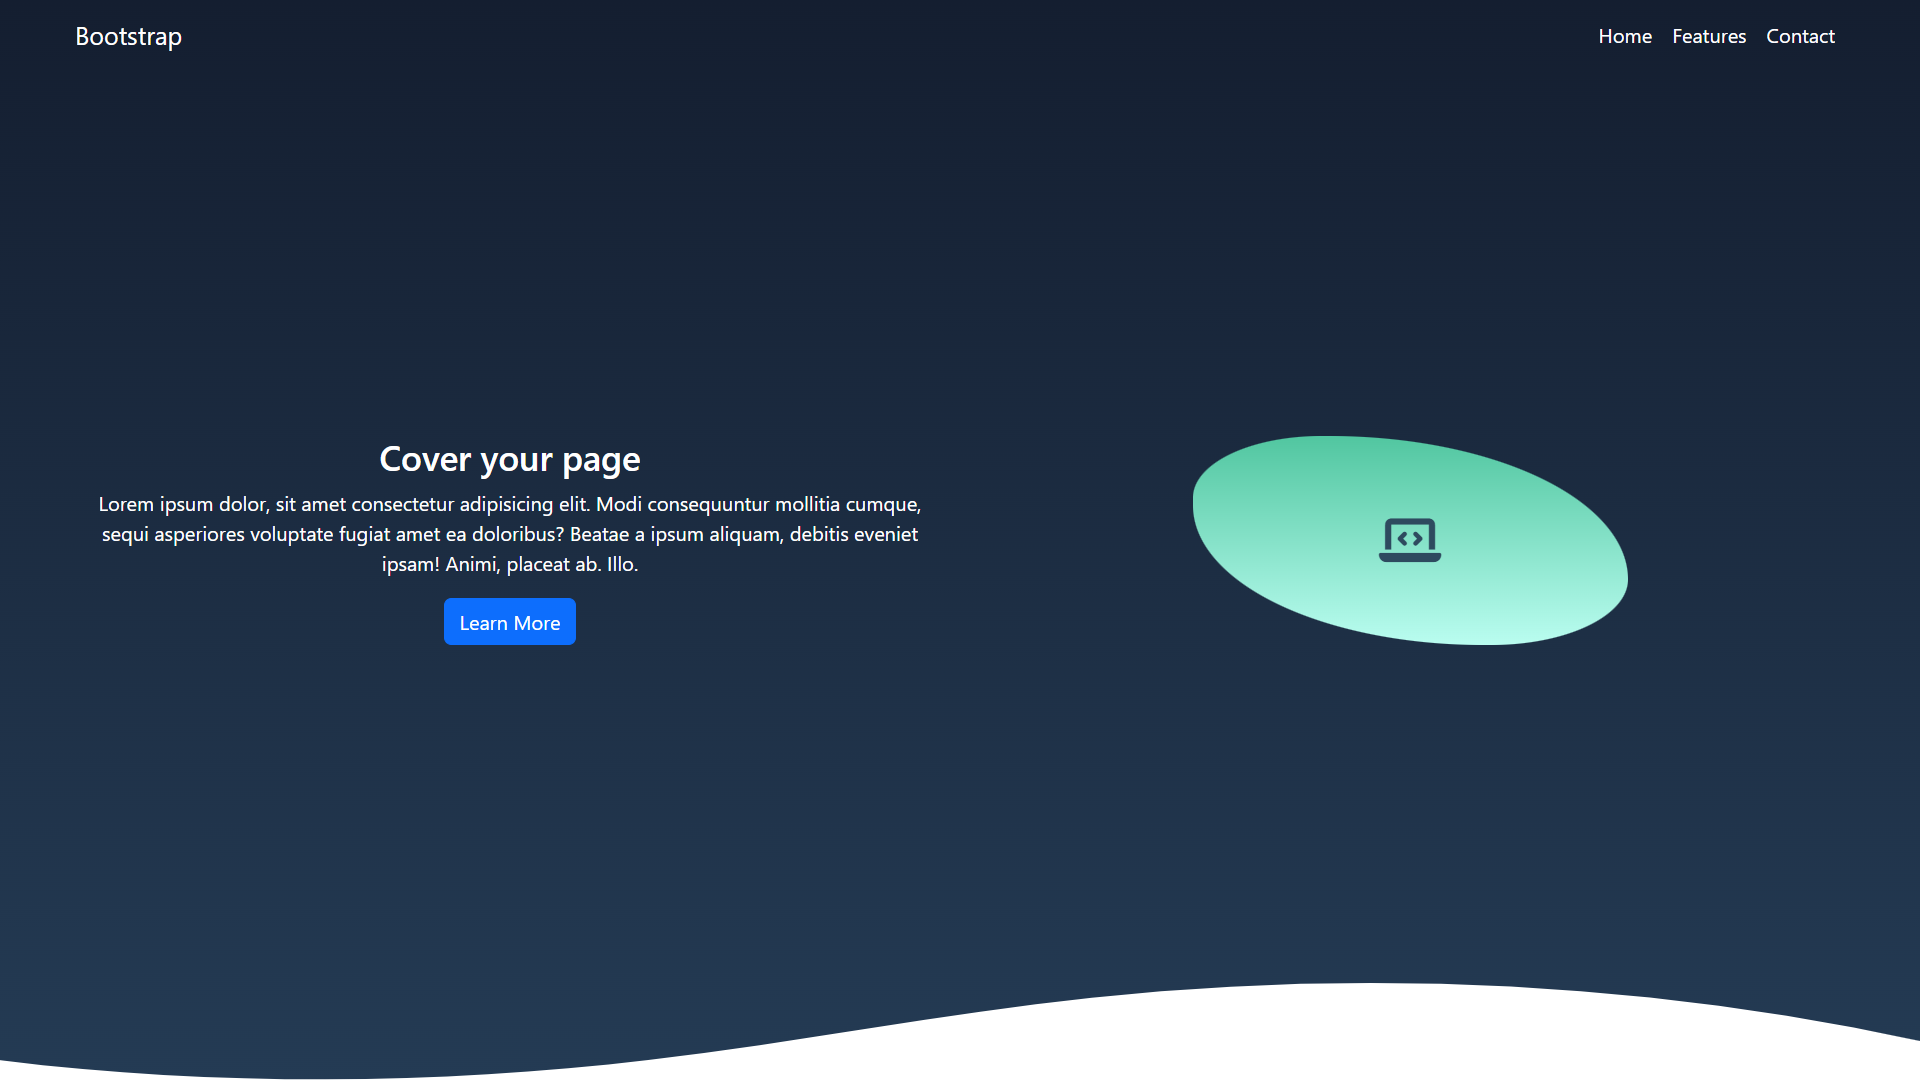 Bootstrap
Home Features Contact
Cover your page
Lorem ipsum dolor, sit amet consectetur adipisicing elit. Modi consequuntur mollitia cumque,
sequi asperiores voluptate fugiat amet ea doloribus? Beatae a ipsum aliquam, debitis eveniet
ipsam! Animi, placeat ab. Illo.
Learn More